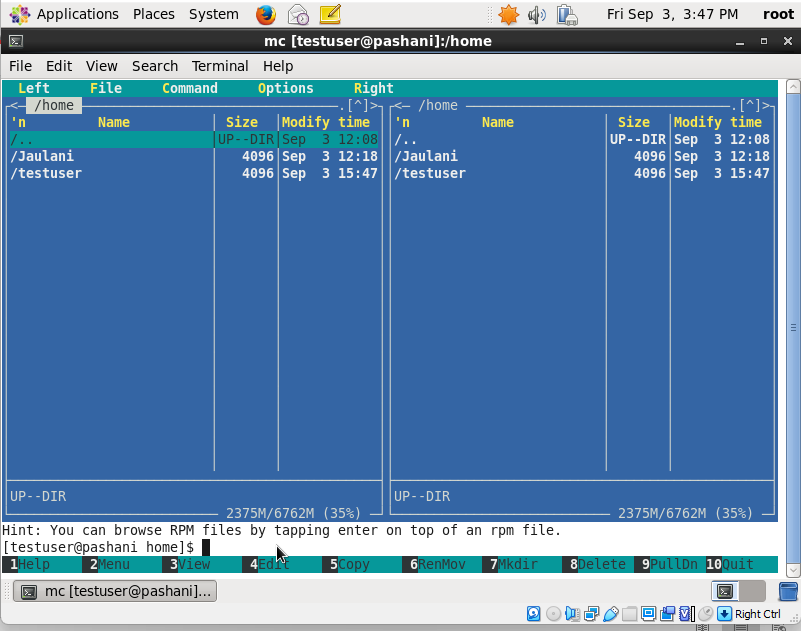 Applications Places System Fri Sep 3, 3:47 PM root
mc [testuser@pashani]:/home
File Edit View Search Terminal Help
Left File Command Options Right
<─ /home .[^]> <─ /home .[^]>
'n Name Size Modify time 'n Name Size Modify time
/.. UP--DIR Sep 3 12:08 /.. UP--DIR Sep 3 12:08
/Jaulani 4096 Sep 3 12:18 /Jaulani 4096 Sep 3 12:18
/testuser 4096 Sep 3 15:47 /testuser 4096 Sep 3 15:47
UP--DIR UP--DIR
2375M/6762M (35%) 2375M/6762M (35%)
Hint: You can browse RPM files by tapping enter on top of an rpm file.
[testuser@pashani home]$
1Help 2Menu 3View 4Edit 5Copy 6RenMov 7Mkdir 8Delete 9PullDn 10Quit
mc [testuser@pashani]...
Right Ctrl